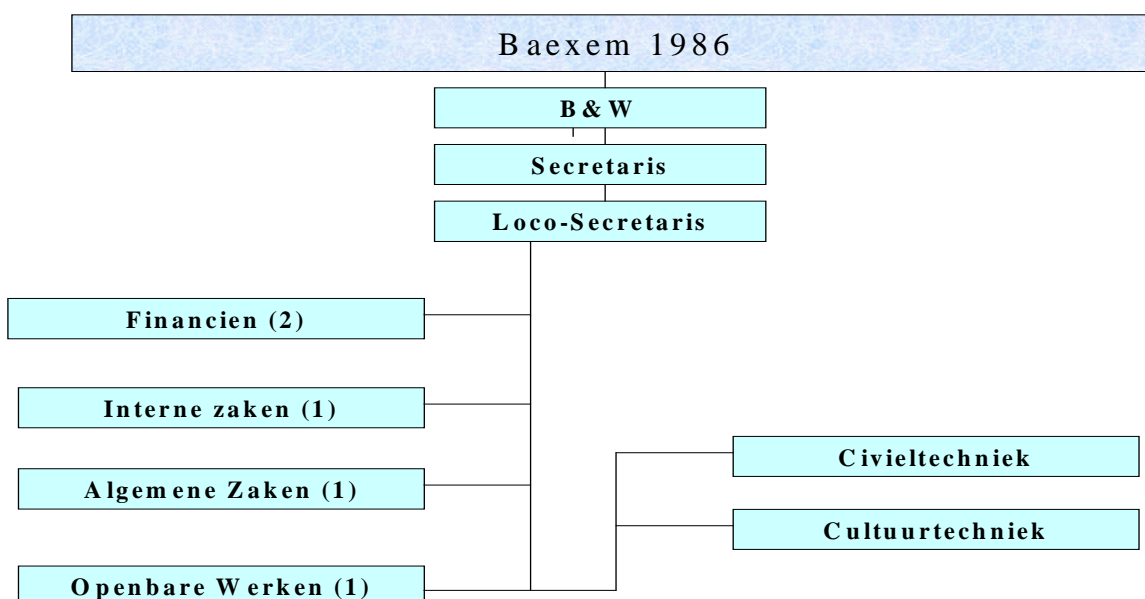 Baexem 1986
B & W
Secretaris
Loco-Secretaris
Financien (2)
Interne zaken (1)
Algemene Zaken (1)
Openbare Werken (1)
Civieltechniek
Cultuurtechniek